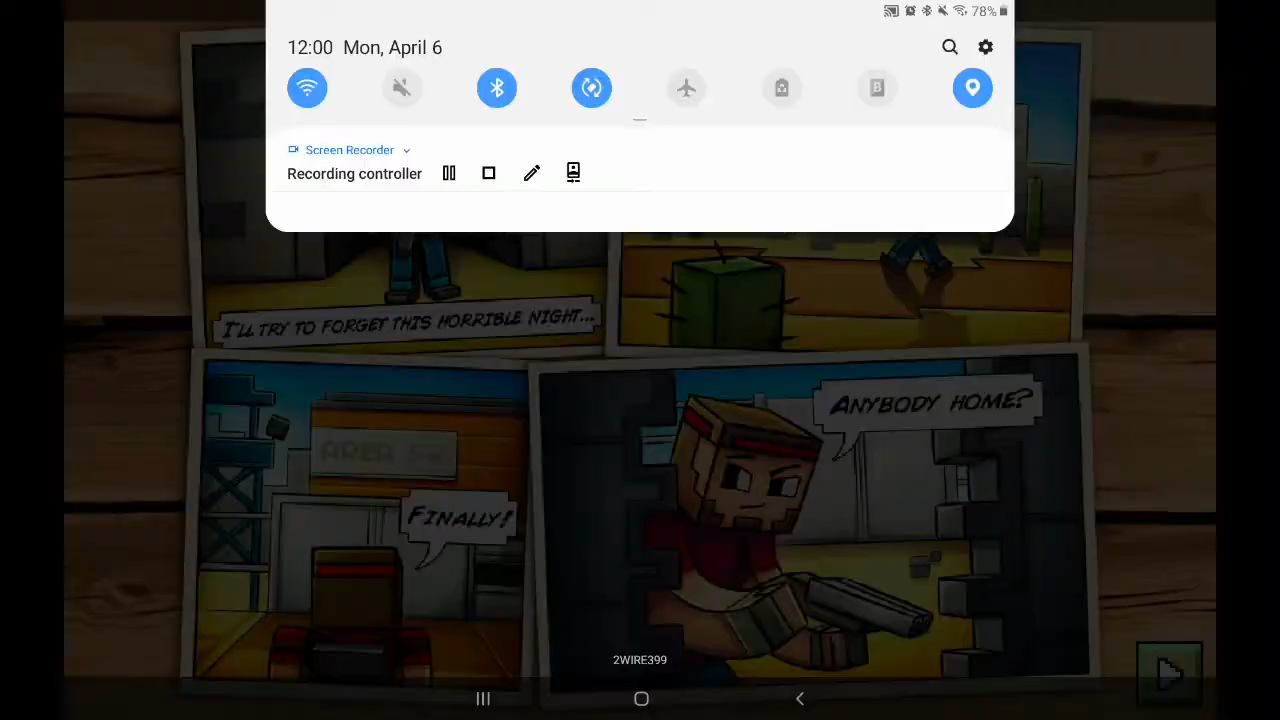 78%
12:00 Mon, April 6
Screen Recorder
Recording controller
I'LL TRY TO FORGET THIS HORRIBLE NIGHT...
ANYBODY HOME?
AREA
FINALLY!
2WIRE399